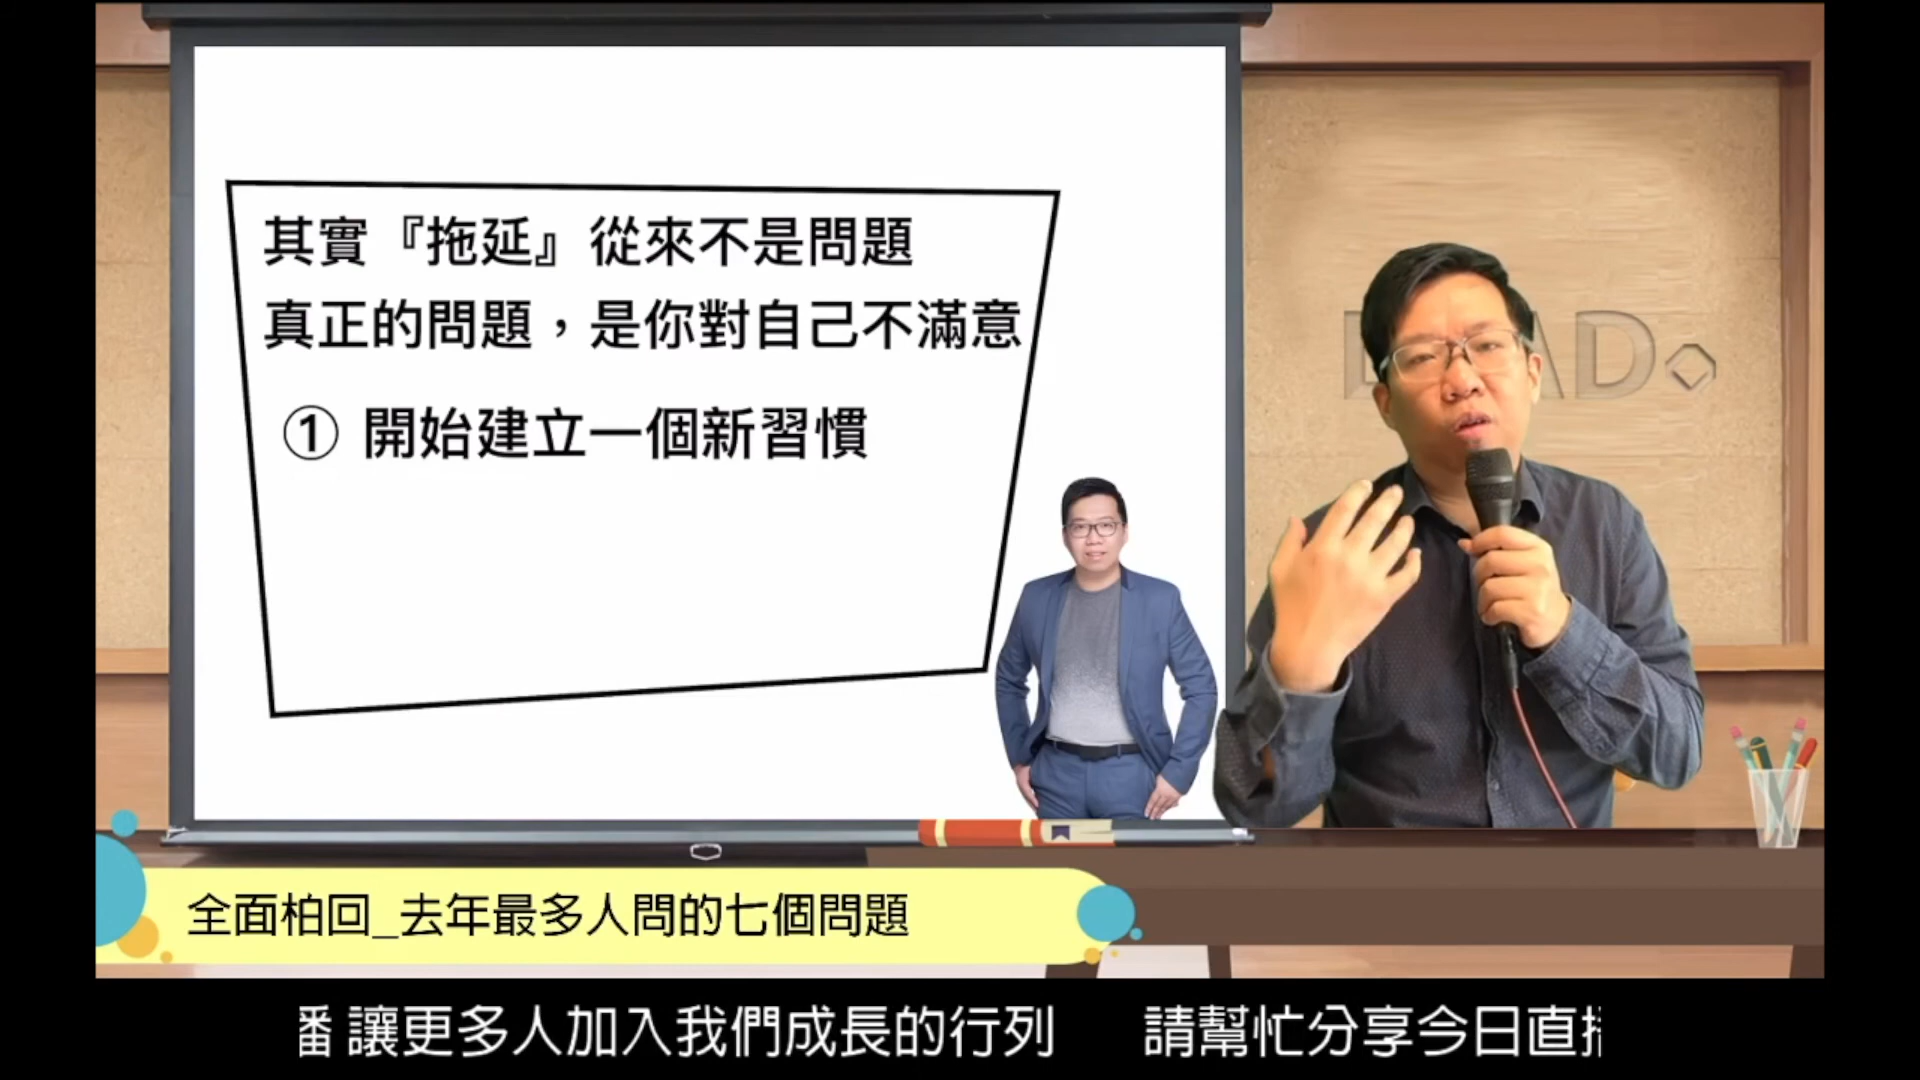 其實『拖延』從來不是問題
真正的問題，是你對自己不滿意
① 開始建立一個新習慣
全面柏回_去年最多人問的七個問題
讓更多人加入我們成長的行列 請幫忙分享今日直